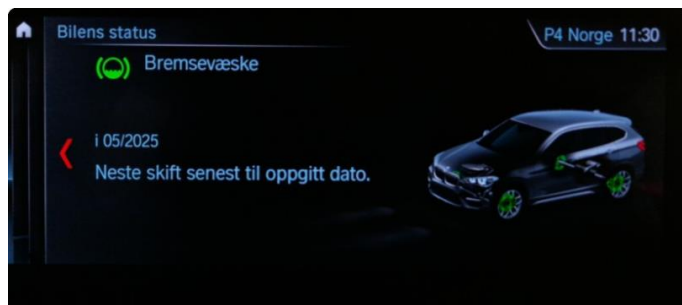 Bilens status
P4 Norge 11:30
Bremsevæske
i 05/2025
Neste skift senest til oppgitt dato.